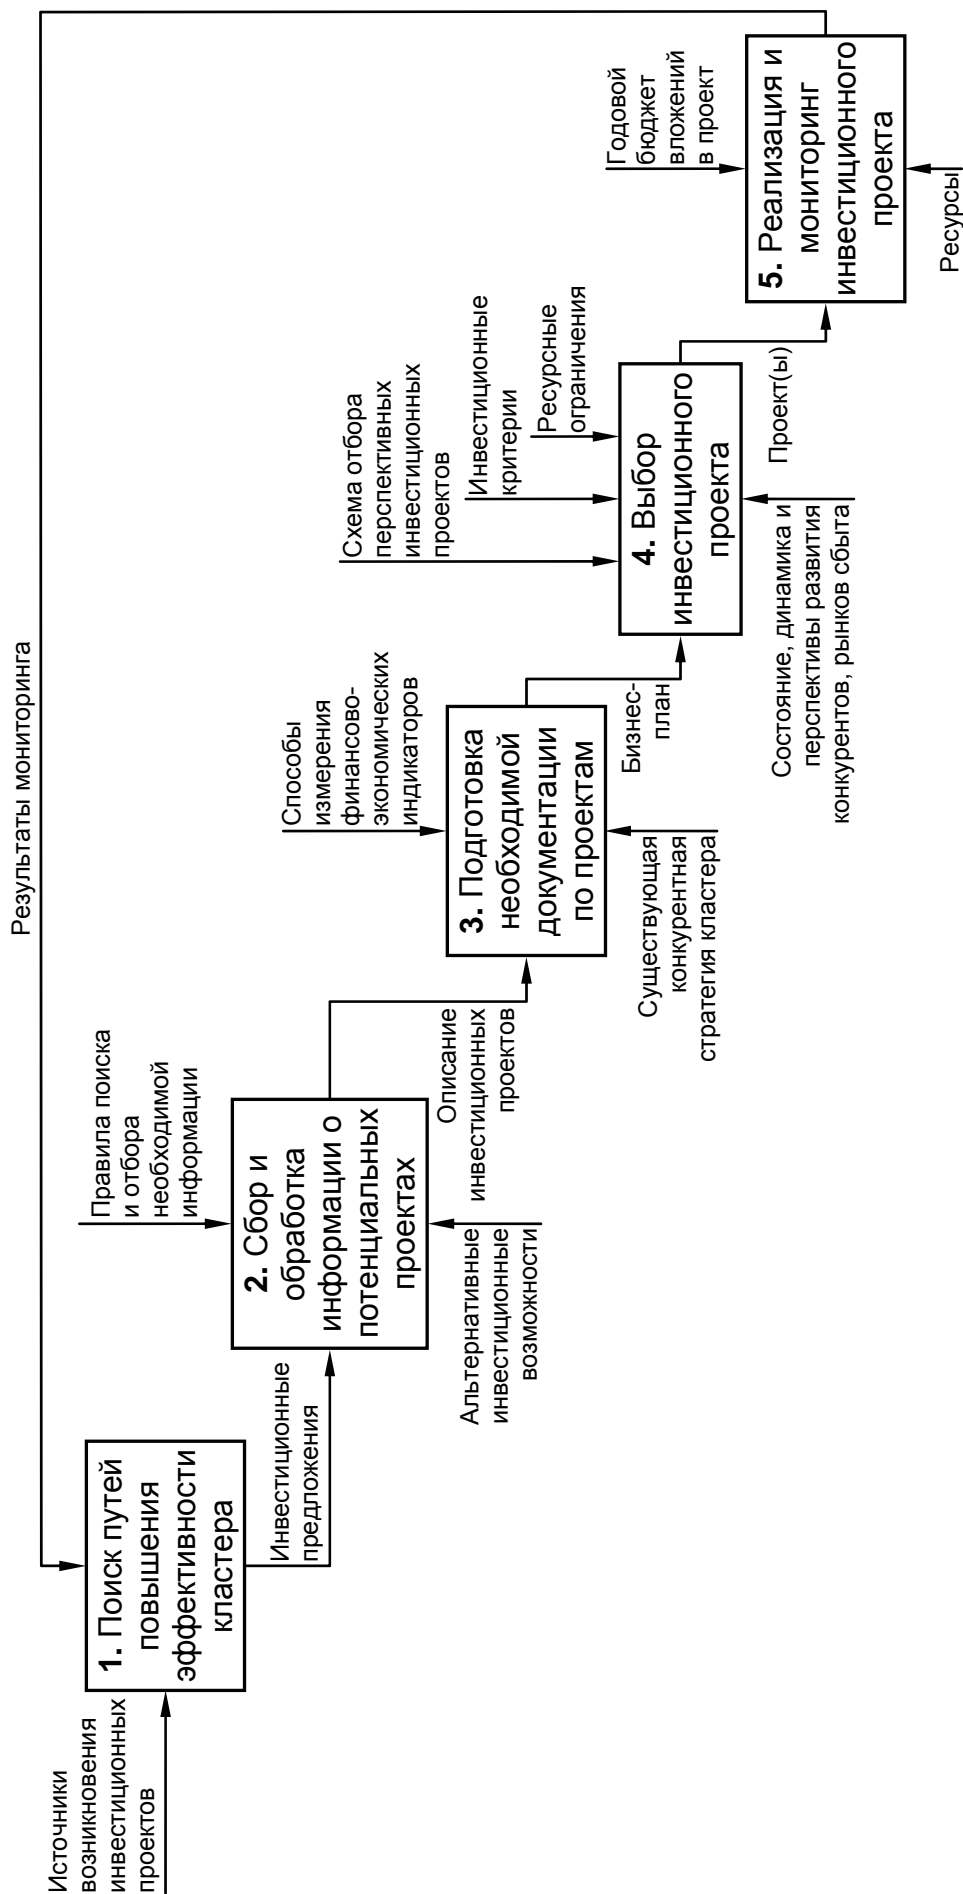 Результаты мониторинга
Источники
возникновения
инвестиционных
проектов
1. Поиск путей
повышения
эффективности
кластера
Инвестиционные
предложения
Правила поиска
и отбора
необходимой
информации
2. Сбор и
обработка
информации о
потенциальных
проектах
Альтернативные
инвестиционные
возможности
Описание
инвестиционных
проектов
Способы
измерения
финансово-
экономических
индикаторов
3. Подготовка
необходимой
документации
по проектам
Существующая
конкурентная
стратегия кластера
Бизнес-
план
Схема отбора
перспективных
инвестиционных
проектов
Инвестиционные
критерии
Ресурсные
ограничения
4. Выбор
инвестиционного
проекта
Состояние, динамика и
перспективы развития
конкурентов, рынков сбыта
Проект(ы)
Годовой
бюджет
вложений
в проект
5. Реализация и
мониторинг
инвестиционного
проекта
Ресурсы